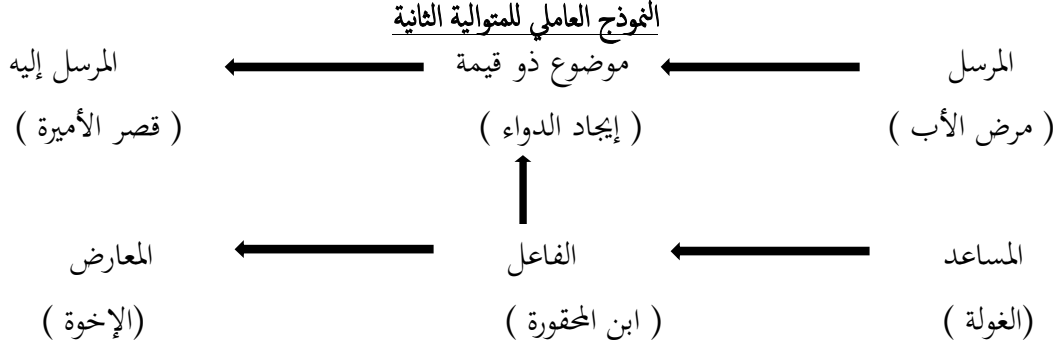 النموذج العاملي للمتوالية الثانية
المرسل موضوع ذو قيمة المرسل إليه
( مرض الأب ) ( إيجاد الدواء ) ( قصر الأميرة )
المساعد الفاعل المعارض
(الغولة ) ( ابن المحقورة ) (الإخوة )